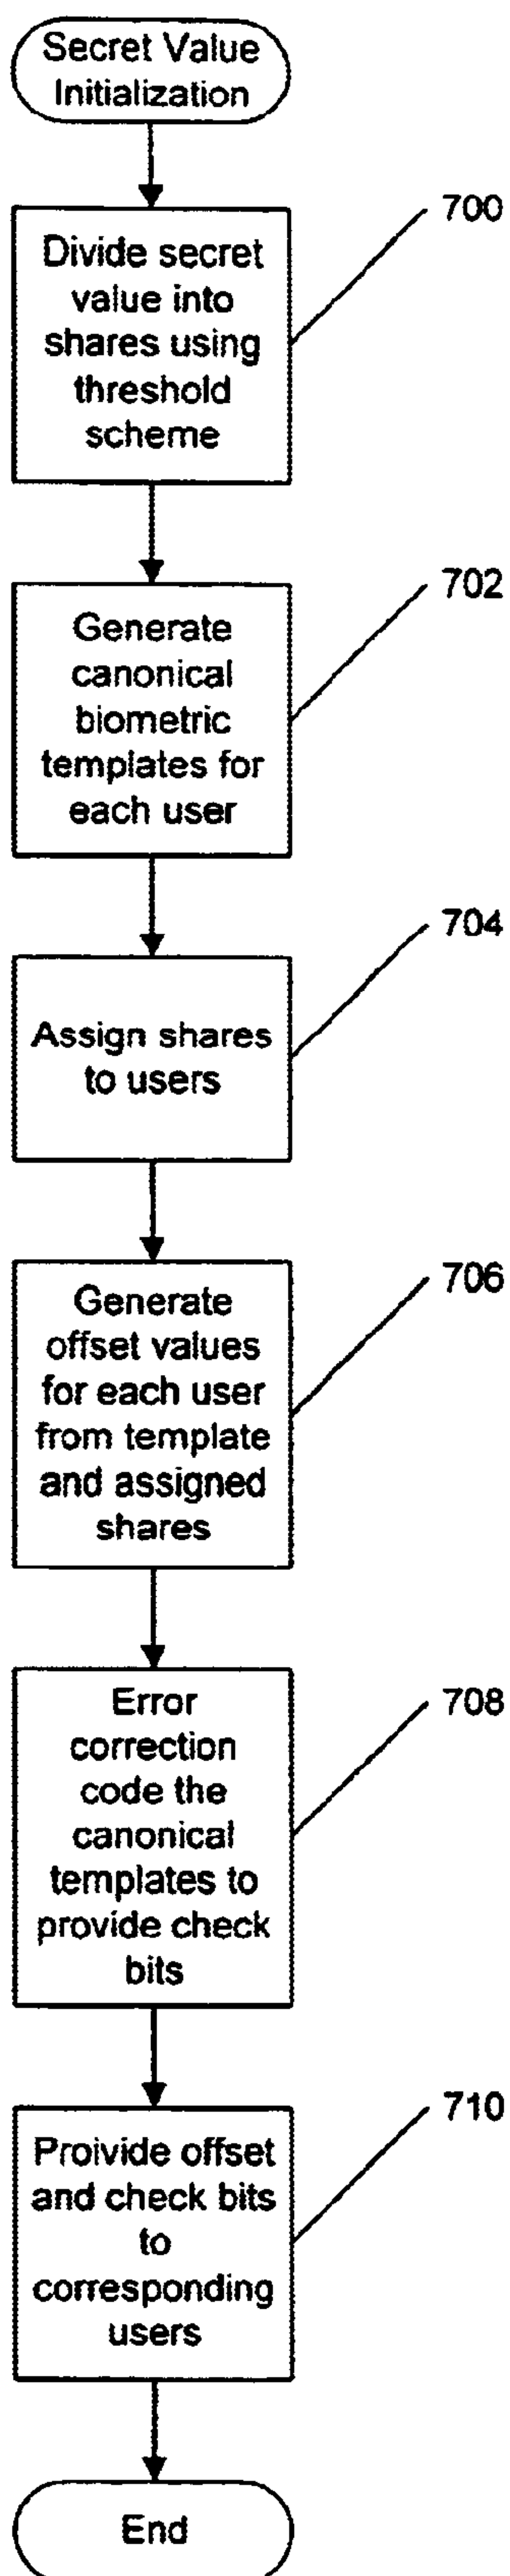 Secret Value
Initialization
700
Divide secret
value into
shares using
threshold
scheme
702
Generate
canonical
biometric
templates for
each user
704
Assign shares
to users
706
Generate
offset values
for each user
from template
and assigned
shares
708
Error
correction
code the
canonical
templates to
provide check
bits
710
Proivide offset
and check bits
to
corresponding
users
End